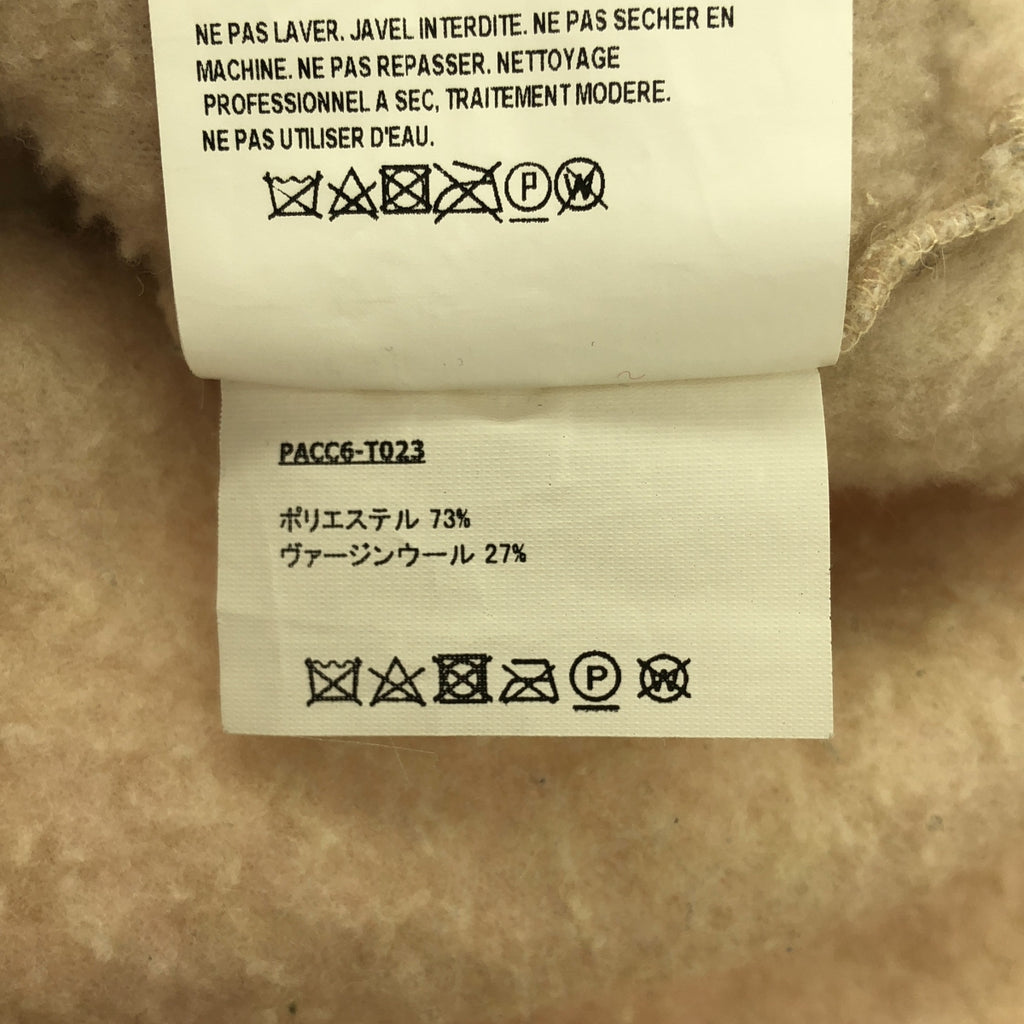 NE PAS LAVER. JAVEL INTERDITE. NE PAS SECHER EN
MACHINE. NE PAS REPASSER. NETTOYAGE
PROFESSIONNEL A SEC, TRAITEMENT MODERE.
NE PAS UTILISER D'EAU.
P W
PACC6-T023
ポリエステル 73%
ヴァージンウール 27%
P W